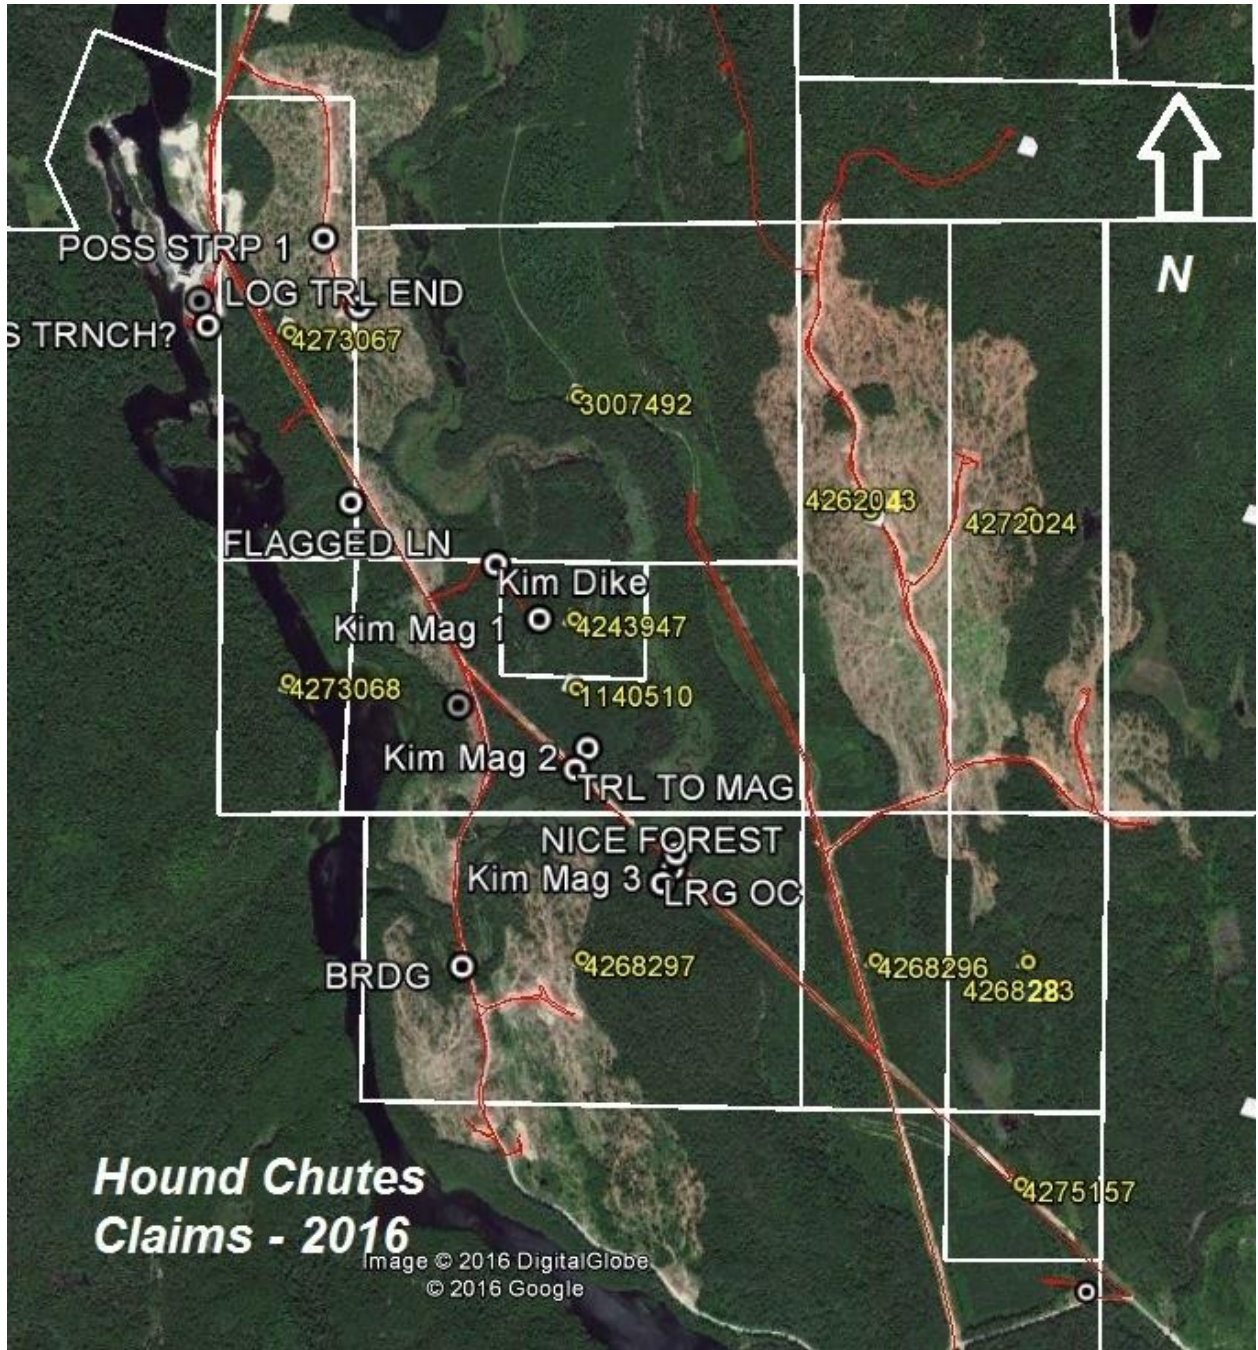 POSS STRP 1
N
LOG TRL END
S TRNCH?
4273067
3007492
4272024
FLAGGED LN
Kim Dike
Kim Mag 1
4243947
4273068
1140510
Kim Mag 2
TRL TO MAG
NICE FOREST
Kim Mag 3
LRG OC
4268297
4268296
BRDG
4275157
Hound Chutes
Claims - 2016
Image © 2016 DigitalGlobe
© 2016 Google